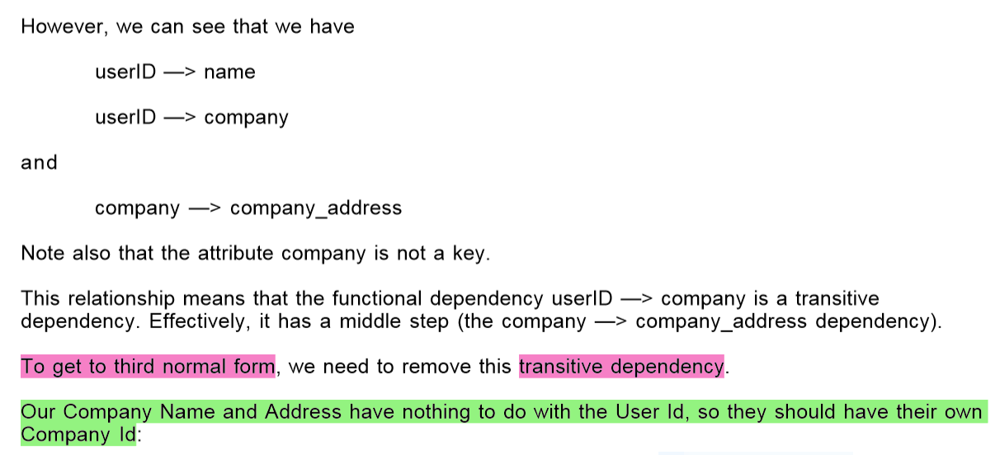 However, we can see that we have
userID —> name
userID —> company
and
company —> company_address
Note also that the attribute company is not a key.
This relationship means that the functional dependency userID —> company is a transitive
dependency. Effectively, it has a middle step (the company —> company_address dependency).
To get to third normal form, we need to remove this transitive dependency.
Our Company Name and Address have nothing to do with the User Id, so they should have their own
Company Id: